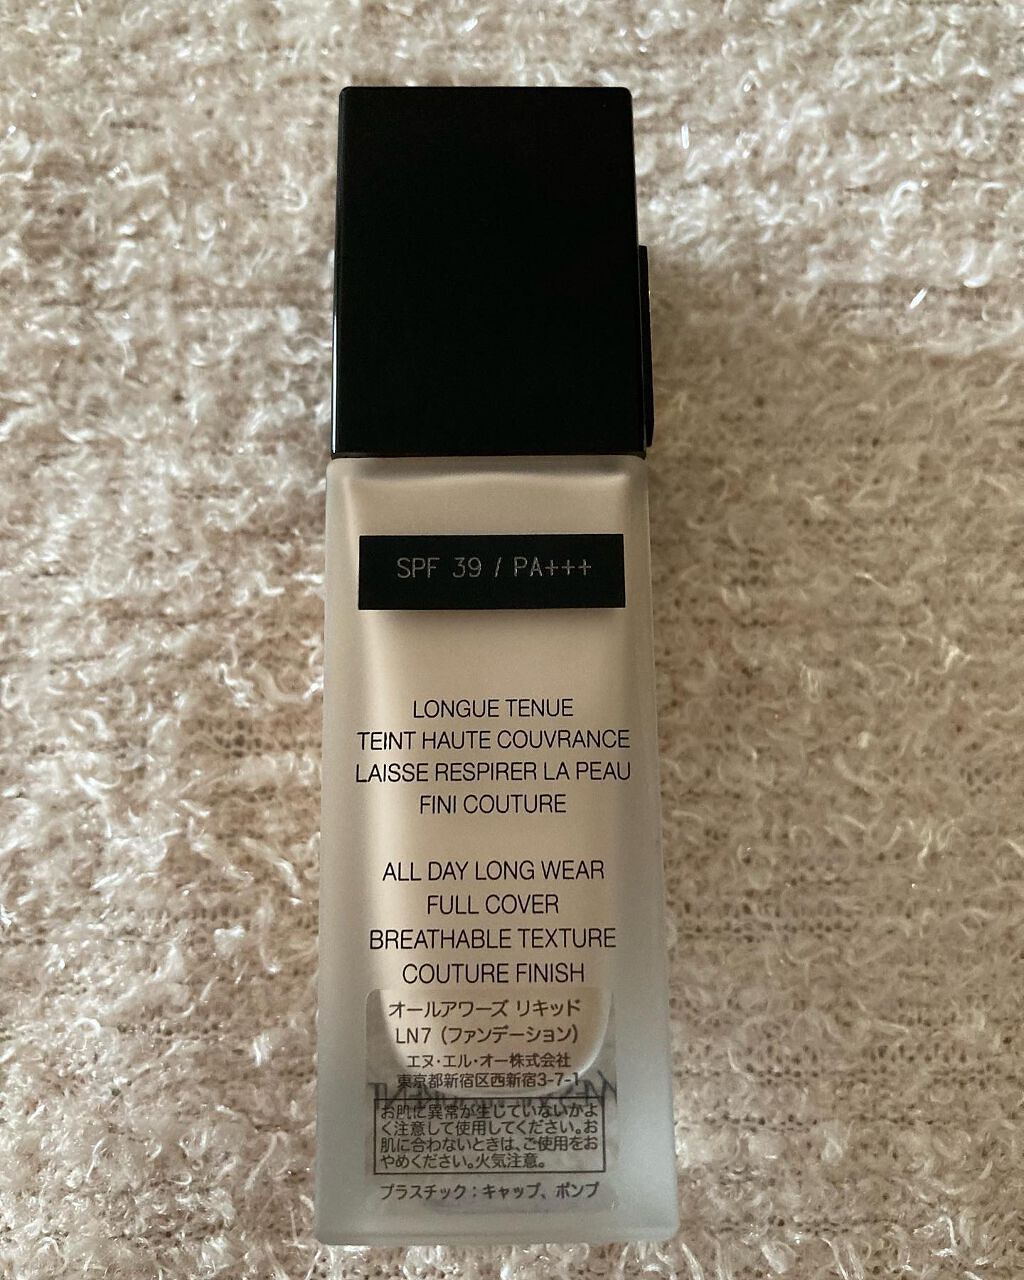 SPF 39 / PA+++
LONGUE TENUE
TEINT HAUTE COUVRANCE
LAISSE RESPIRER LA PEAU
FINI COUTURE
ALL DAY LONG WEAR
FULL COVER
BREATHABLE TEXTURE
COUTURE FINISH
オールアワーズ リキッド
LN7（ファンデーション）
エヌ・エル・オー株式会社
東京都新宿区西新宿3-7-1
お肌に異常が生じていないかよ
く注意して使用してください。お
肌に合わないときは、ご使用をお
やめください。火気注意。
プラスチック：キャップ、ポンプ